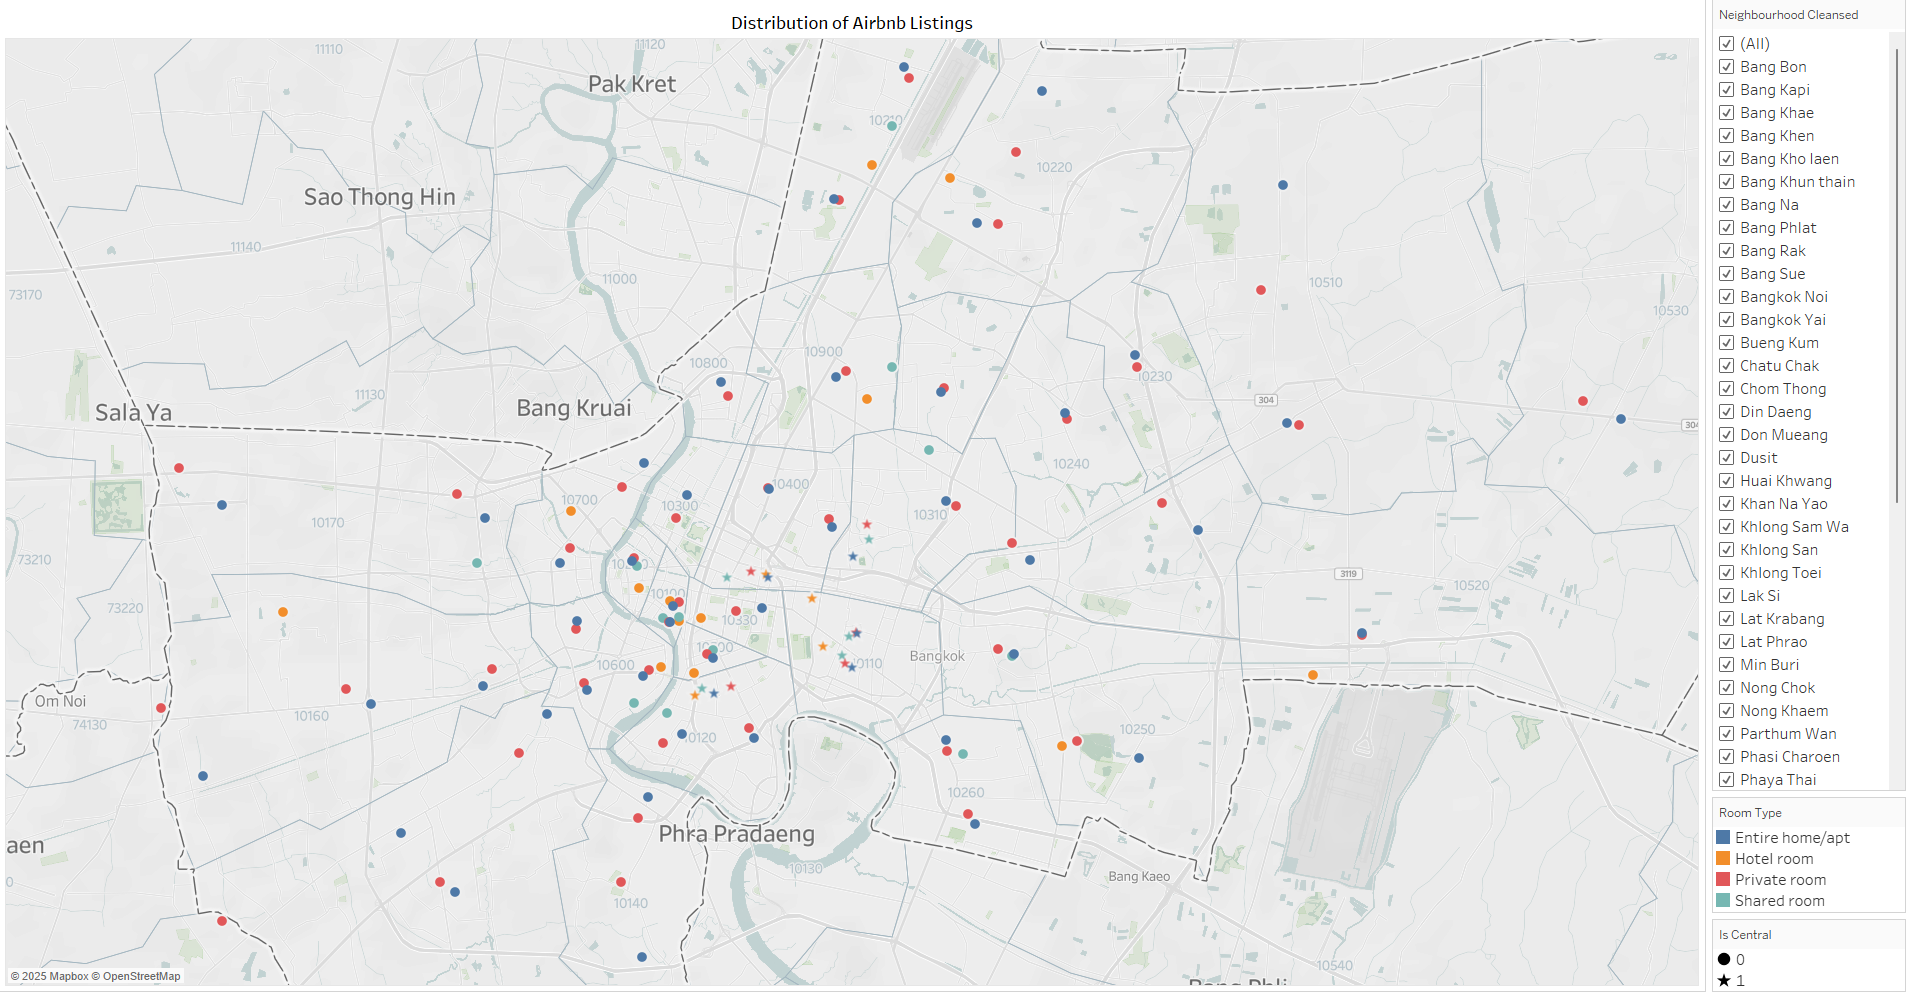 Distribution of Airbnb Listings
11110
11120
Pak Kret
10210
10220
Sao Thong Hin
11140
11000
73170
10510
10530
10900
10800
10230
11130
Bang Kruai
304
Sala Ya
304
10240
10400
10700
10300
10310
10170
73210
3119
10520
10100
73220
10330
Bangkok
10600
10110
Om Noi
10160
74130
10250
10120
10260
Phra Pradaeng
aen
10130
Bang Kaeo
0
10140
10540
Bang Phli
© 2025 Mapbox © OpenStreetMap
Neighbourhood Cleansed
(All)
Bang Bon
Bang Kapi
Bang Khae
Bang Khen
Bang Kho laen
Bang Khun thain
Bang Na
Bang Phlat
Bang Rak
Bang Sue
Bangkok Noi
Bangkok Yai
Bueng Kum
Chatu Chak
Chom Thong
Din Daeng
Don Mueang
Dusit
Huai Khwang
Khan Na Yao
Khlong Sam Wa
Khlong San
Khlong Toei
Lak Si
Lat Krabang
Lat Phrao
Min Buri
Nong Chok
Nong Khaem
Parthum Wan
Phasi Charoen
Phaya Thai
Room Type
Entire home/apt
Hotel room
Private room
Shared room
Is Central
0
1